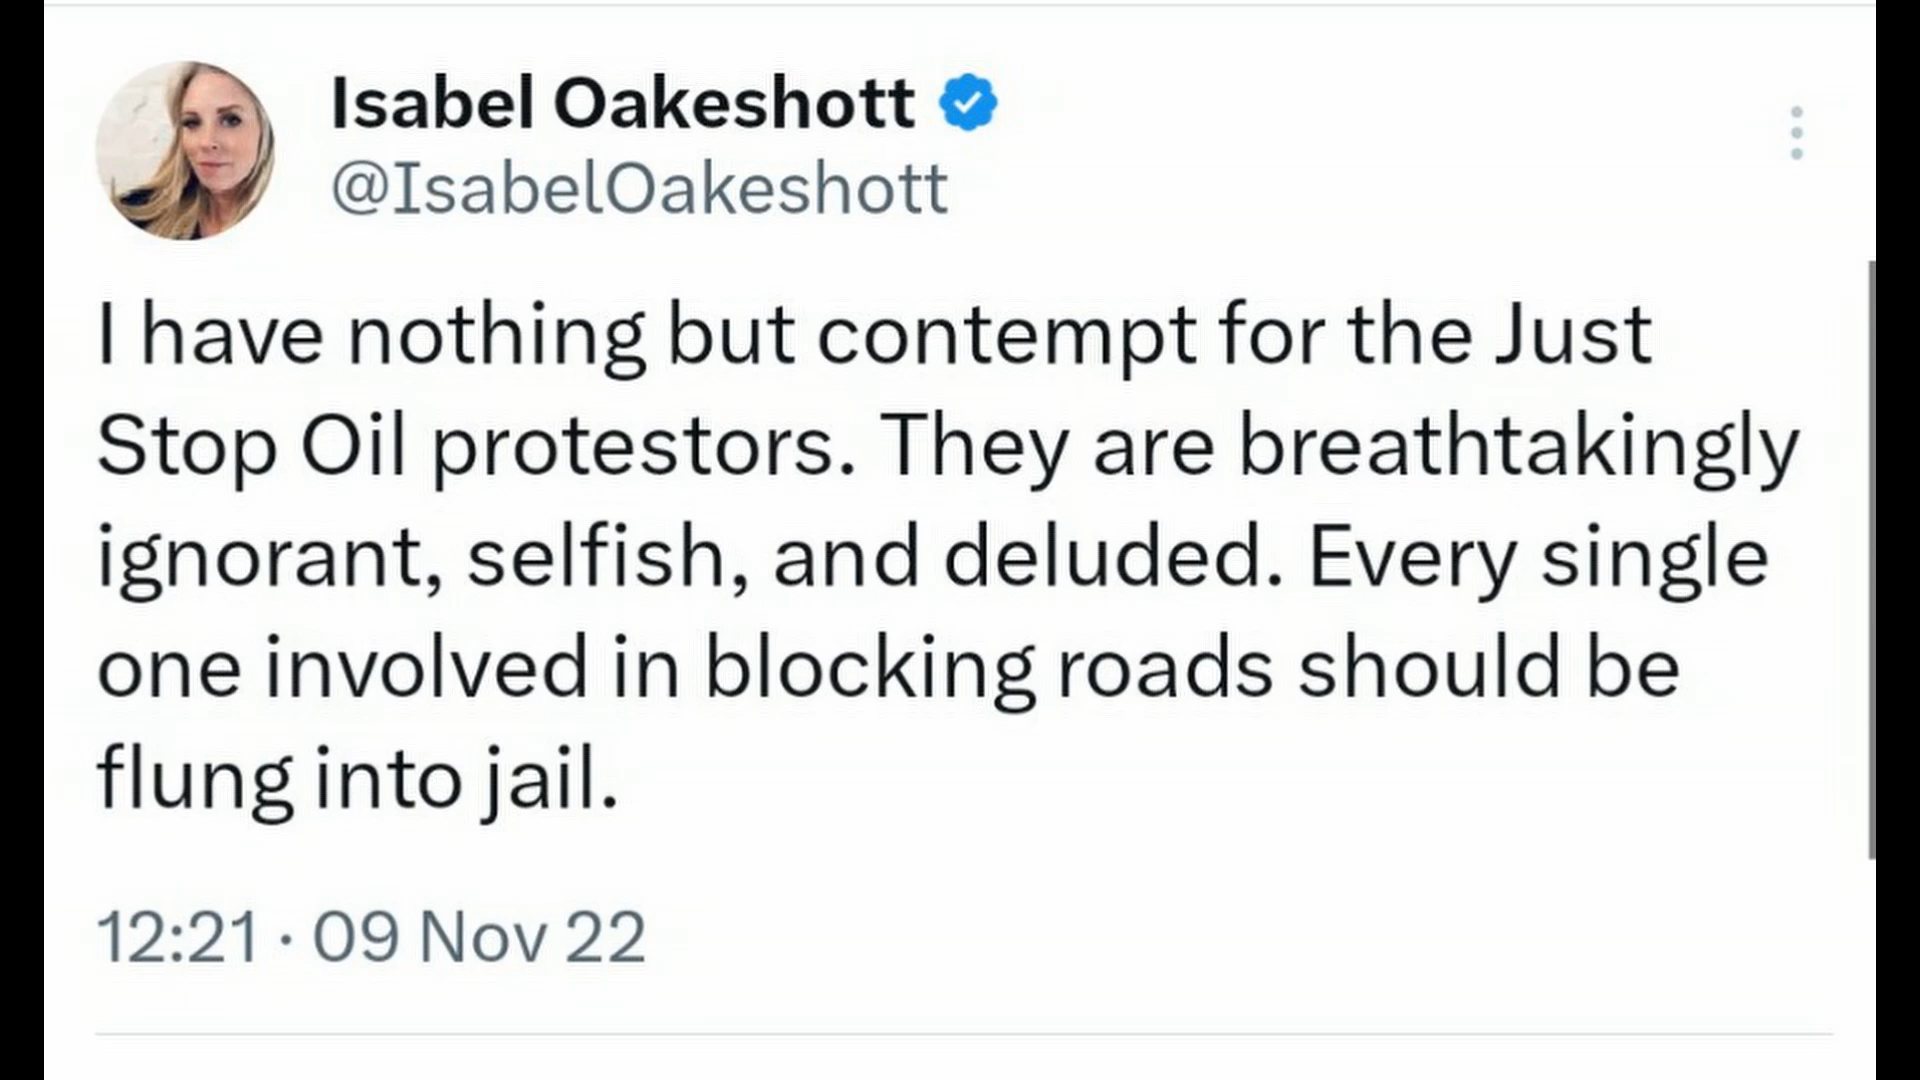 Isabel Oakeshott
@IsabelOakeshott
I have nothing but contempt for the Just
Stop Oil protestors. They are breathtakingly
ignorant, selfish, and deluded. Every single
one involved in blocking roads should be
flung into jail.
12:21 · 09 Nov 22